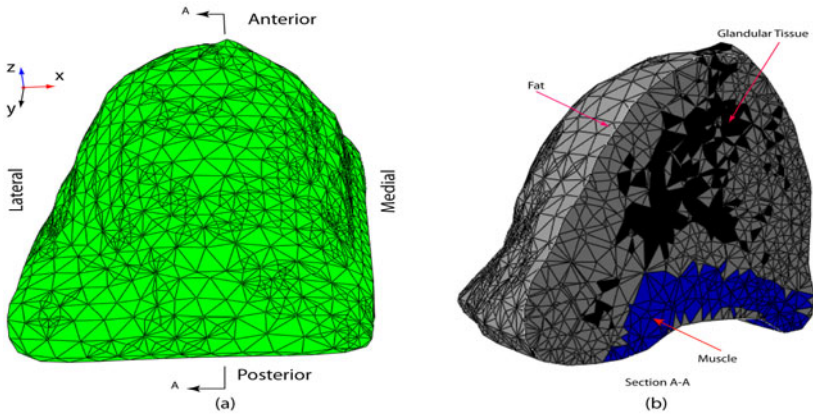 A
Anterior
z
x
y
Lateral
Medial
A
Posterior
(a)
Glandular Tissue
Fat
Muscle
Section A-A
(b)